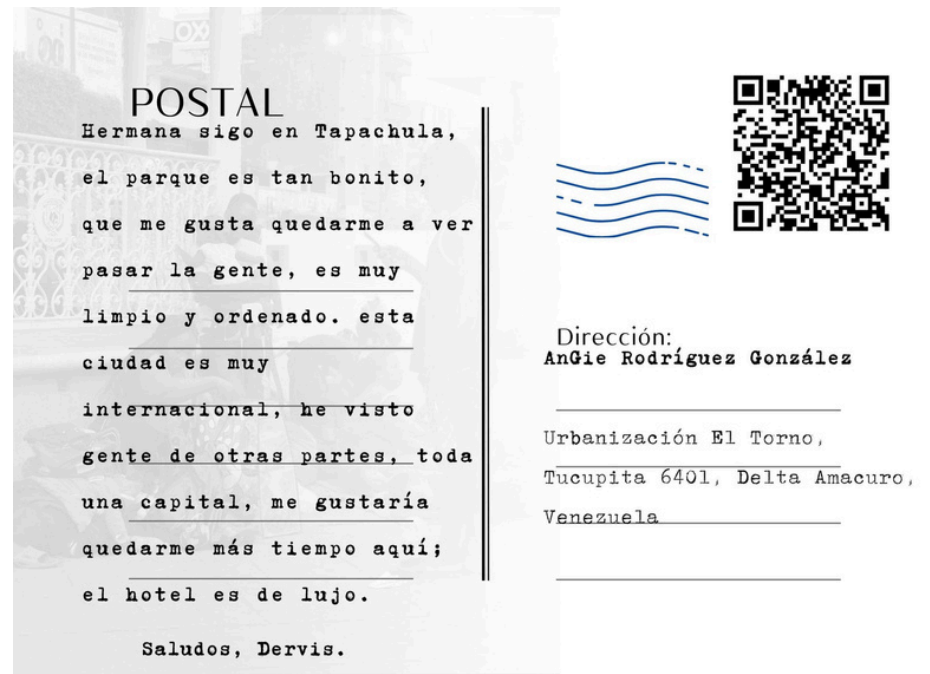 POSTAL
Hermana sigo en Tapachula,
el parque es tan bonito,
que me gusta quedarme a ver
pasar la gente, es muy
limpio y ordenado. esta
ciudad es muy
internacional, he visto
gente de otras partes, toda
una capital, me gustaría
quedarme más tiempo aquí;
el hotel es de lujo.
Saludos, Dervis.
Dirección:
AnGie Rodríguez González
Urbanización El Torno,
Tucupita 6401, Delta Amacuro,
Venezuela